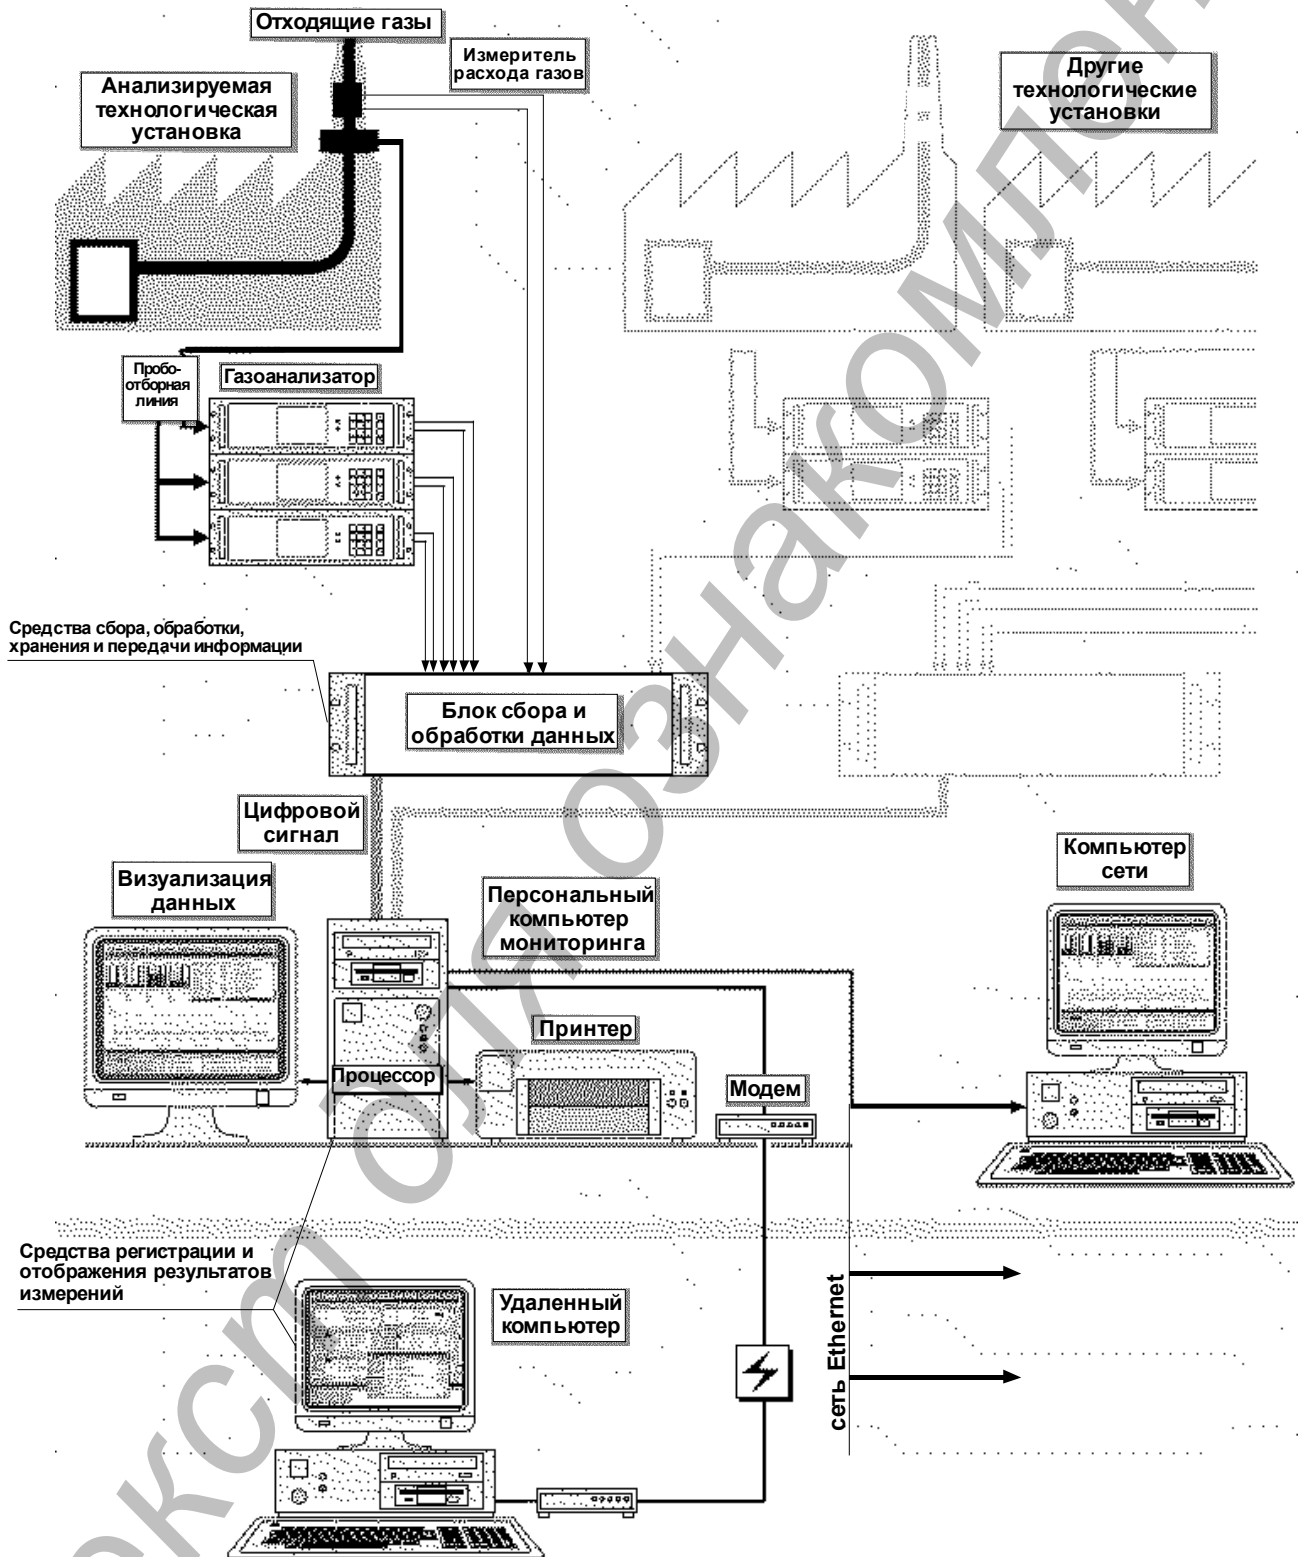 Отходящие газы
Измеритель
расхода газов
Анализируемая
технологическая
установка
Другие
технологические
установки
Пробо-
отборная
линия
Газоанализатор
Средства сбора, обработки,
хранения и передачи информации
Блок сбора и
обработки данных
Цифровой
сигнал
Визуализация
данных
Персональный
компьютер
мониторинга
Компьютер
сети
Принтер
Процессор
Модем
Средства регистрации и
отображения результатов
измерений
Удаленный
компьютер
сеть Ethernet
для ознакомлен